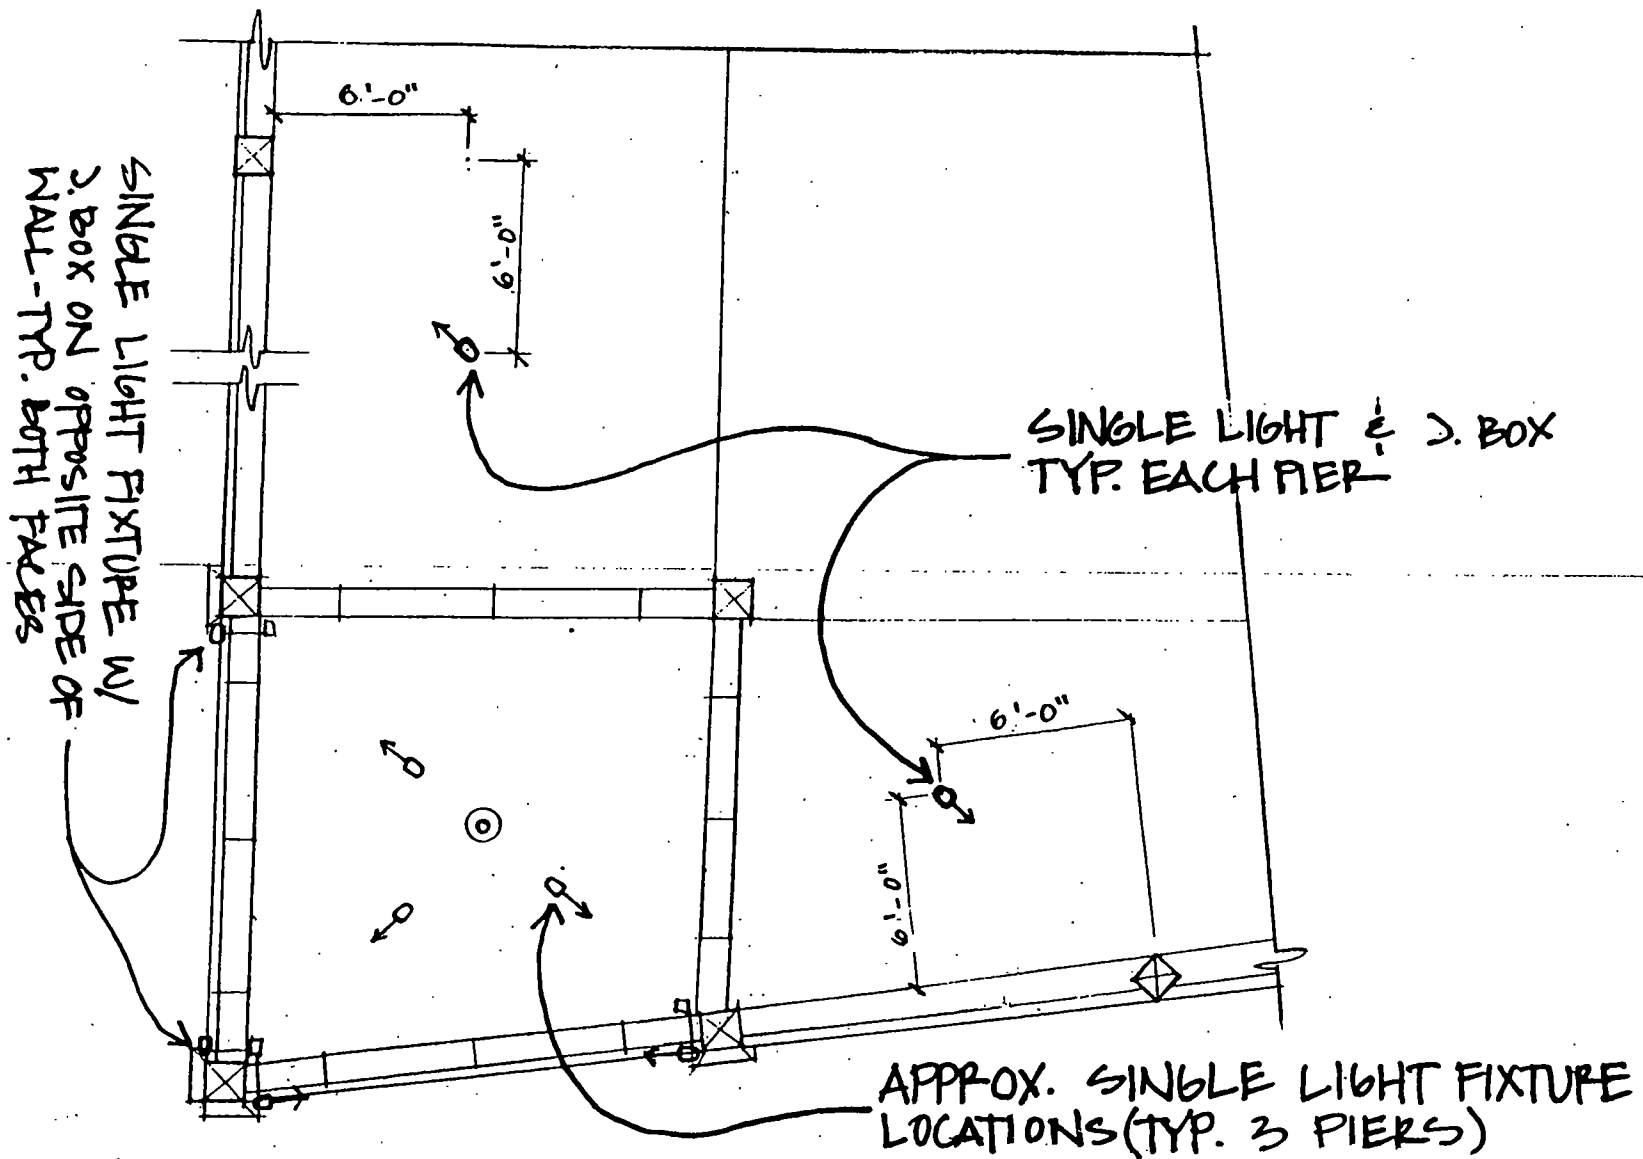 6'-0"
6'-0"
SINGLE LIGHT FIXTURE W/
J. BOX ON OPPOSITE SIDE OF
WALL-TYP. BOTH FACES
SINGLE LIGHT & J. BOX
TYP. EACH PIER
6'-0"
6'-0"
APPROX. SINGLE LIGHT FIXTURE
LOCATIONS (TYP. 3 PIERS)